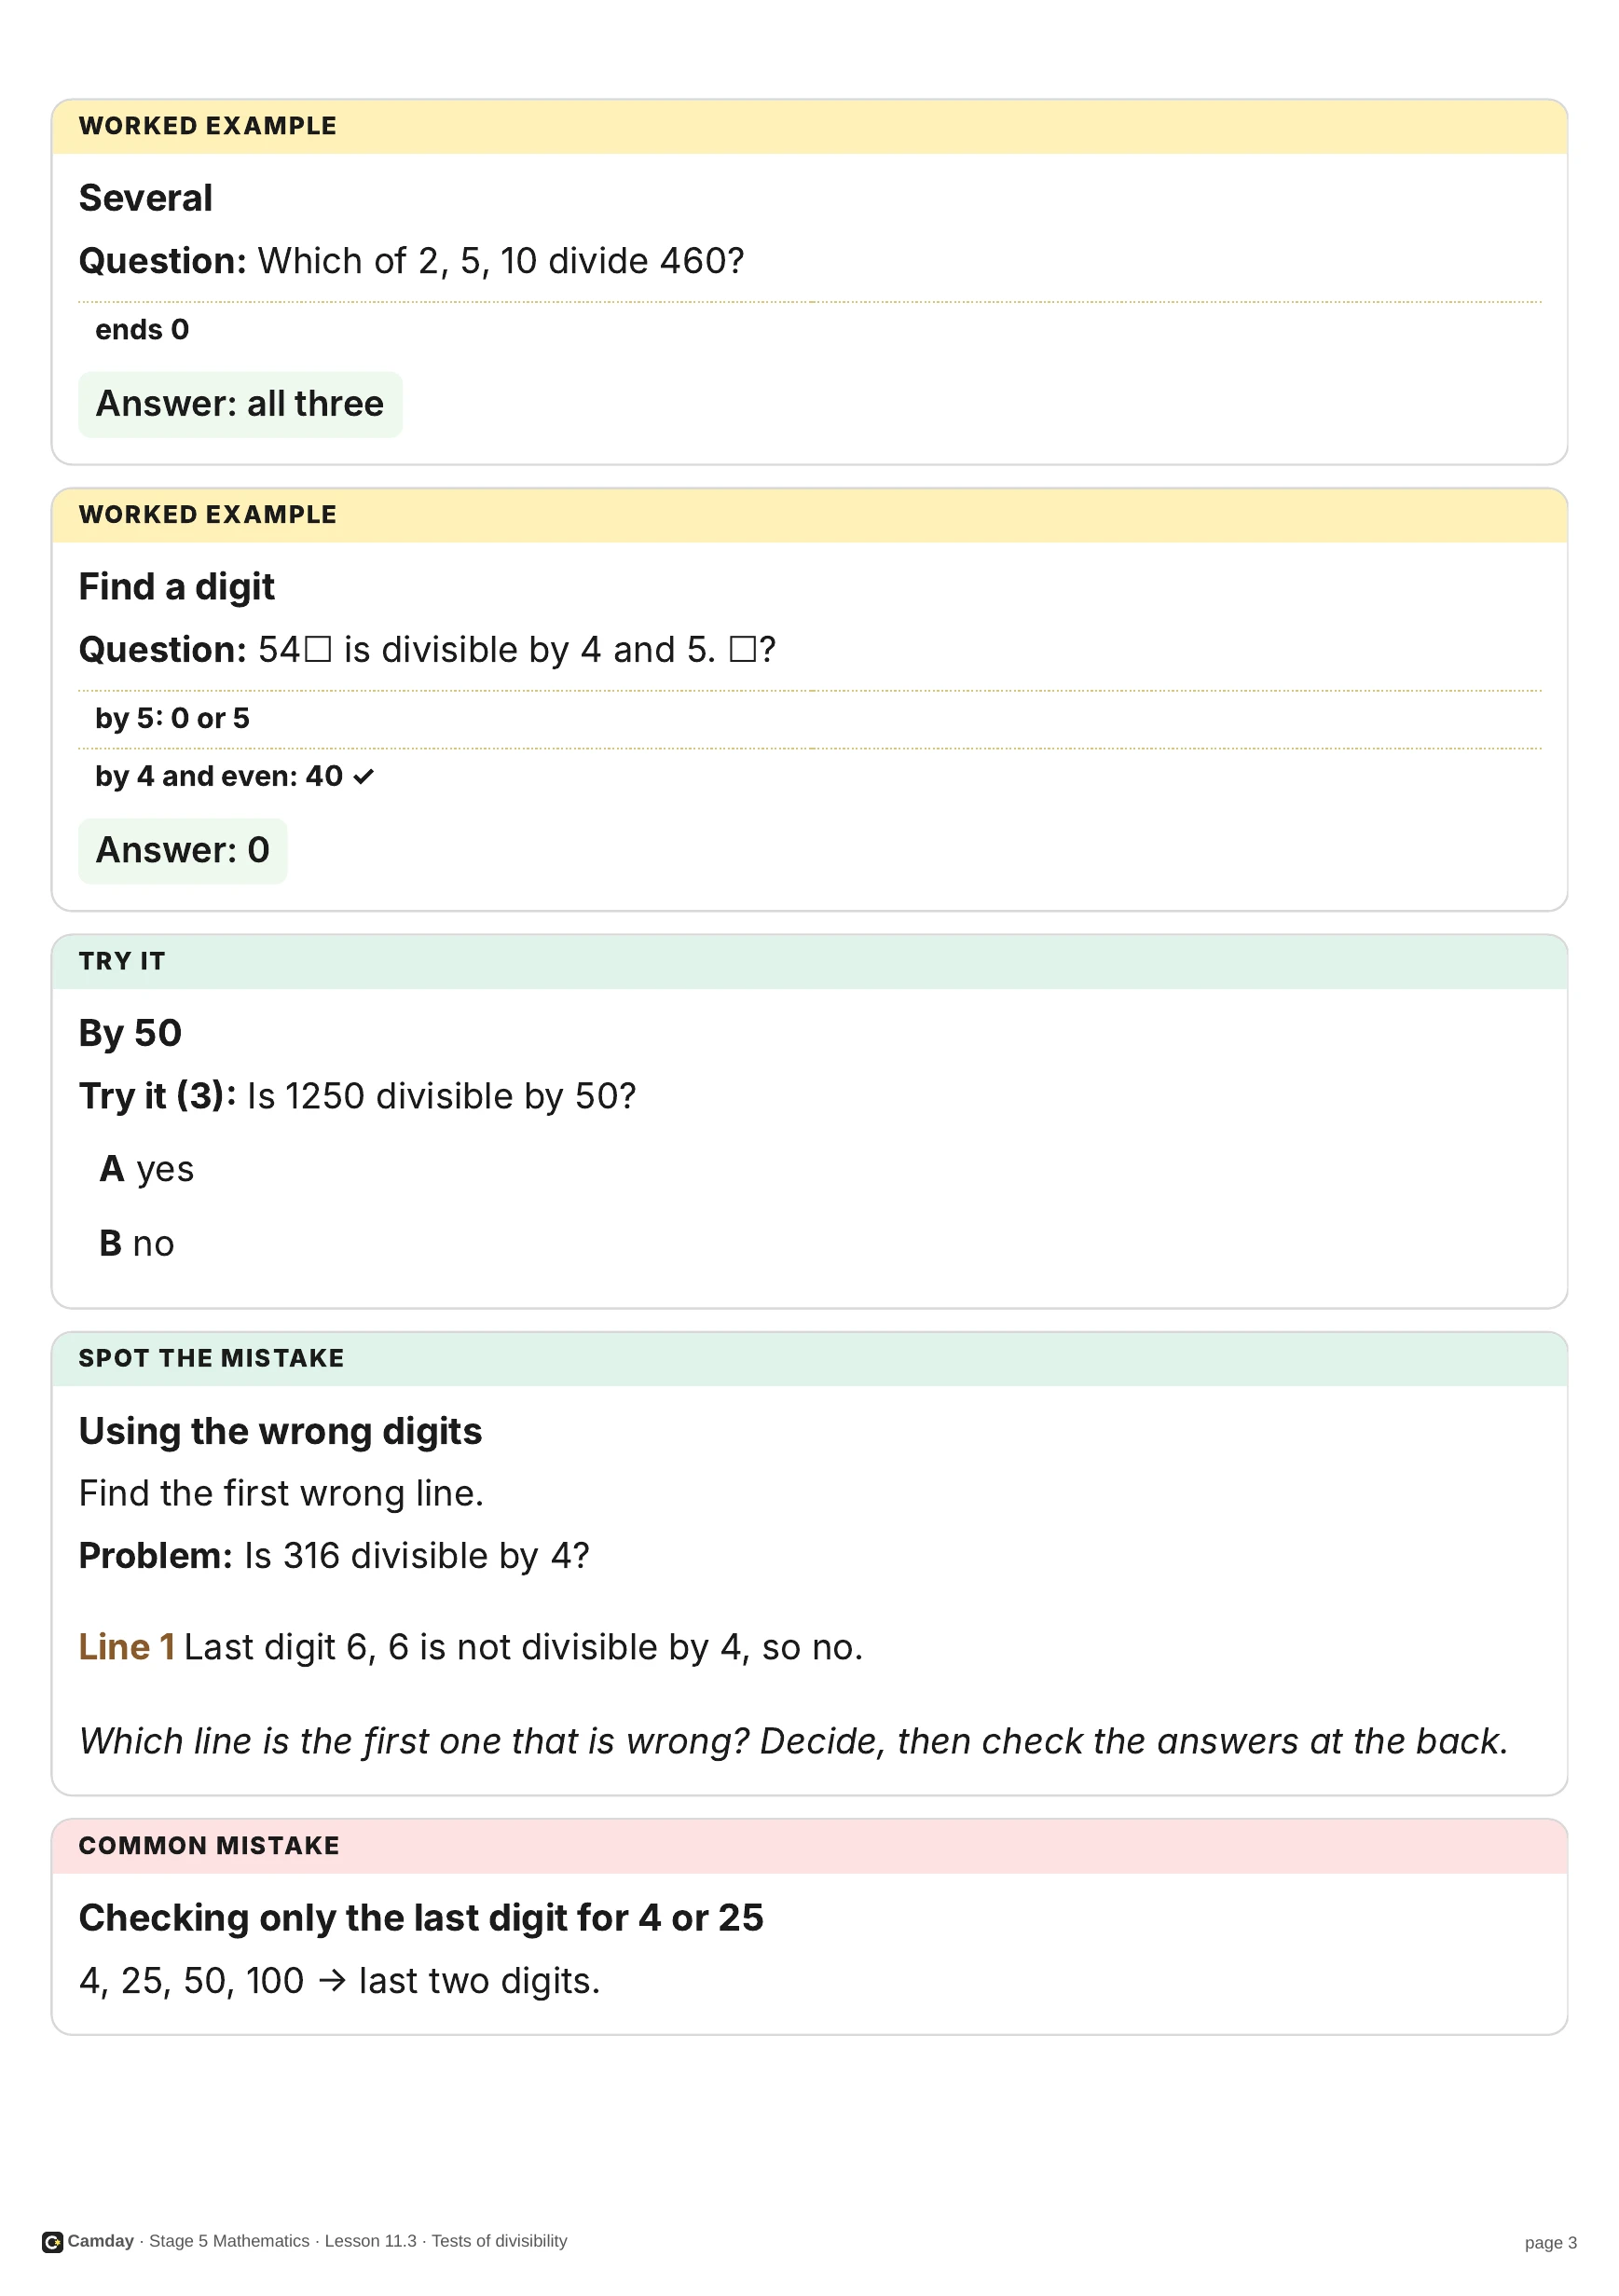 WORKED EXAMPLE
Several
Question: Which of 2, 5, 10 divide 460?
ends 0
Answer: all three
WORKED EXAMPLE
Find a digit
Question: 54□ is divisible by 4 and 5. □?
by 5: 0 or 5
by 4 and even: 40 ✓
Answer: 0
TRY IT
By 50
Try it (3): Is 1250 divisible by 50?
A yes
B no
SPOT THE MISTAKE
Using the wrong digits
Find the first wrong line.
Problem: Is 316 divisible by 4?
Line 1 Last digit 6, 6 is not divisible by 4, so no.
Which line is the first one that is wrong? Decide, then check the answers at the back.
COMMON MISTAKE
Checking only the last digit for 4 or 25
4, 25, 50, 100 → last two digits.
Camday · Stage 5 Mathematics · Lesson 11.3 · Tests of divisibility
page 3